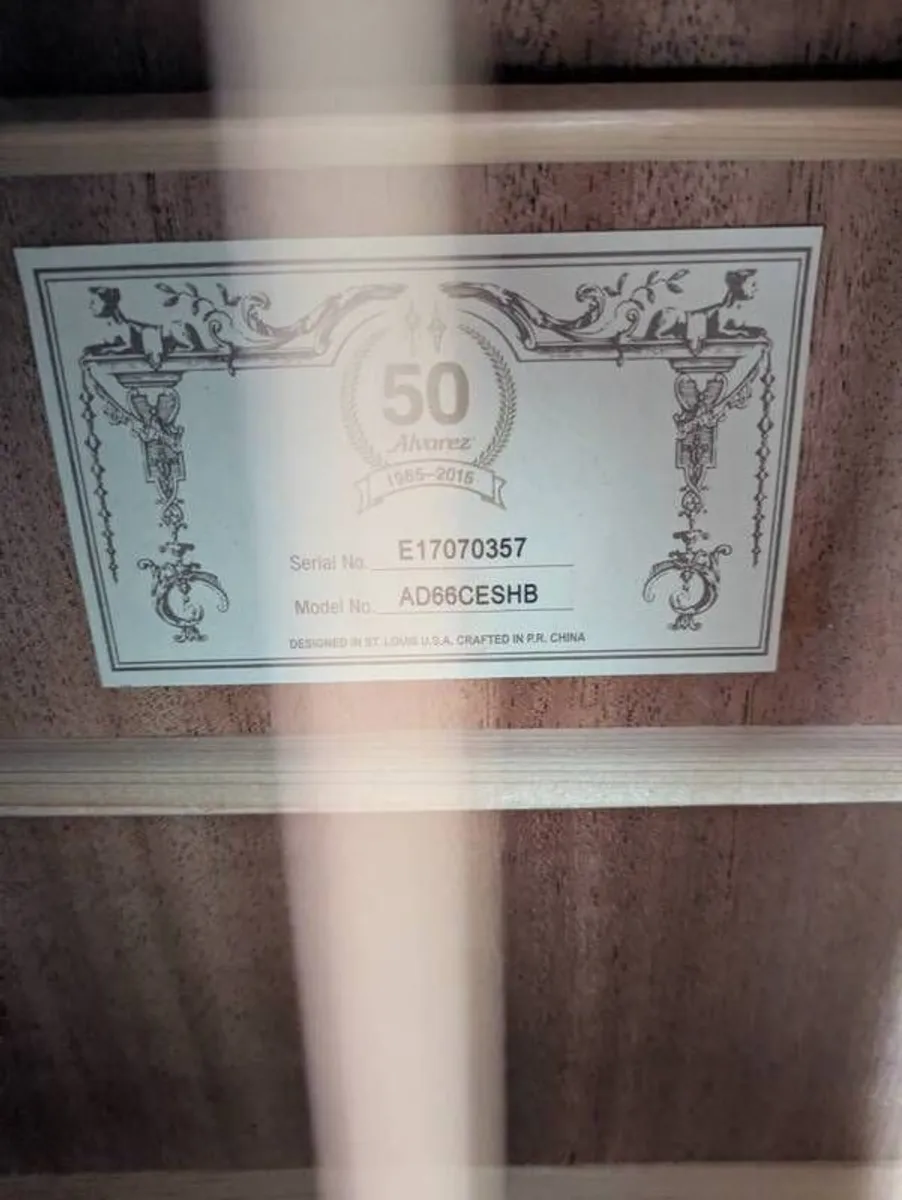 50
Alvarez
1965–2015
Serial No. E17070357
Model No. AD66CESHB
DESIGNED IN ST. LOUIS U.S.A. CRAFTED IN P.R. CHINA